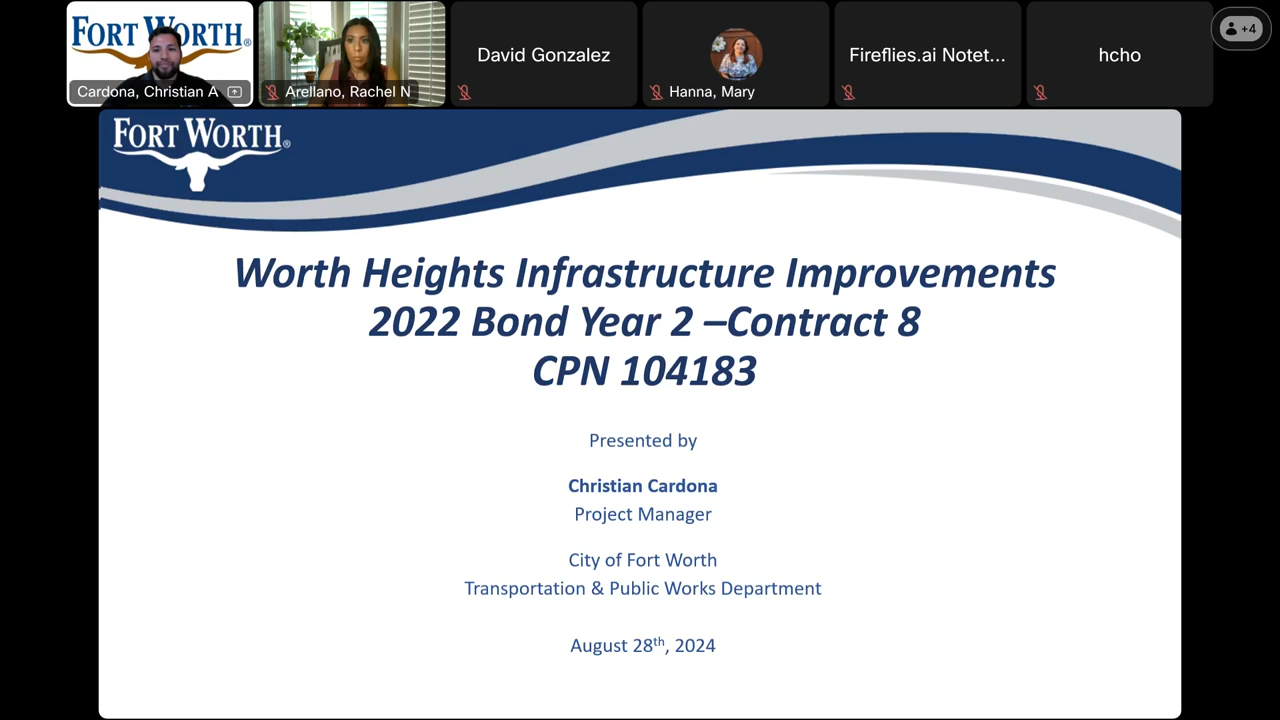 FORT WORTH®
Cardona, Christian A
Arellano, Rachel N
David Gonzalez
Hanna, Mary
Fireflies.ai Notet...
hcho
+4
FORT WORTH®
Worth Heights Infrastructure Improvements
2022 Bond Year 2 –Contract 8
CPN 104183
Presented by
Christian Cardona
Project Manager
City of Fort Worth
Transportation & Public Works Department
August 28th, 2024